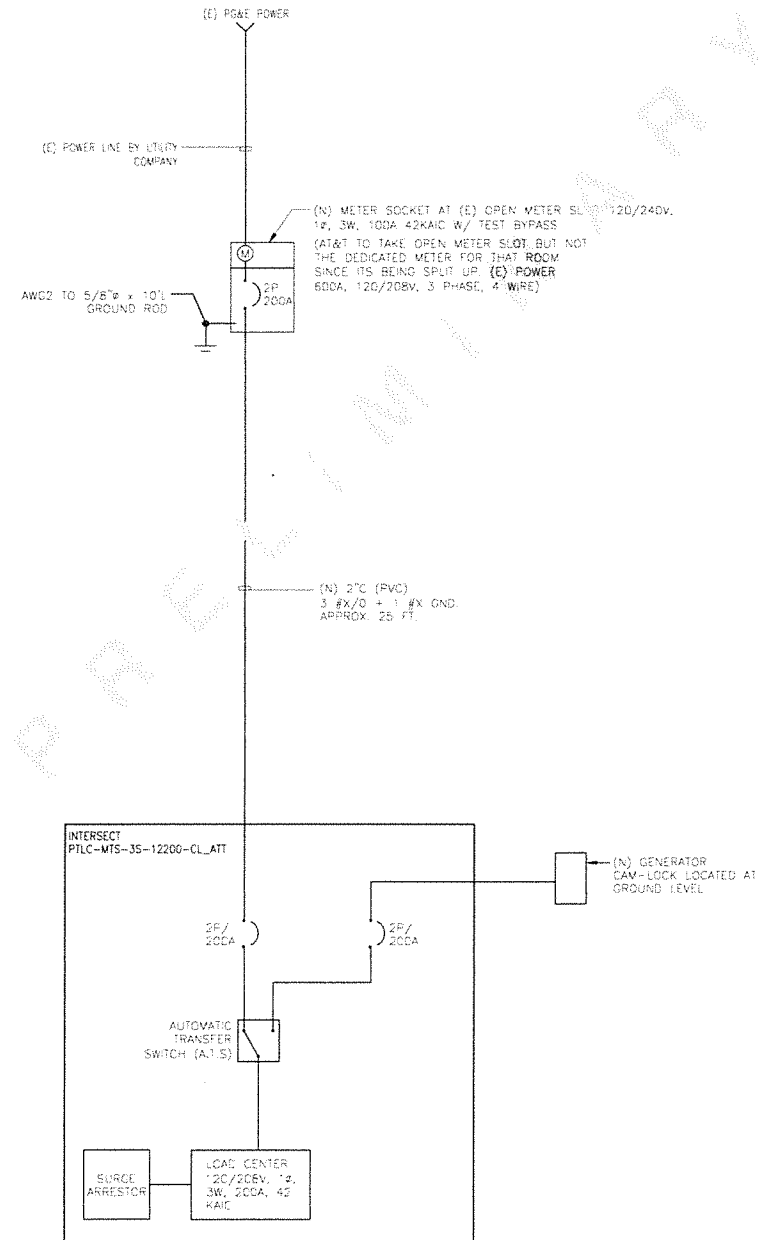 (E) PG&E POWER
(E) POWER LINE BY UTILITY
COMPANY
(N) METER SOCKET AT (E) OPEN METER 120/240V,
1ø, 3W, 100A 42KAIC W/ TEST BYPASS
(AT&T TO TAKE OPEN METER SLOT, BUT NOT
THE DEDICATED METER FOR THAT ROOM
SINCE ITS BEING SPLIT UP. (E) POWER
600A, 120/208V, 3 PHASE, 4 WIRE)
M
2P
200A
AWG2 TO 5/8"ø x 10'L
GROUND ROD
(N) 2"C (PVC)
3 #X/0 + 1 #X GND.
APPROX. 25 FT.
PRELIMINARY
INTERSECT
PTLC-MTS-3S-12200-CL_ATT
(N) GENERATOR
CAM-LOCK LOCATED AT
GROUND LEVEL
2P/
200A
2P/
200A
AUTOMATIC
TRANSFER
SWITCH (A.T.S)
SURGE
ARRESTOR
LOAD CENTER
120/208V, 1ø,
3W, 200A, 42
KAIC